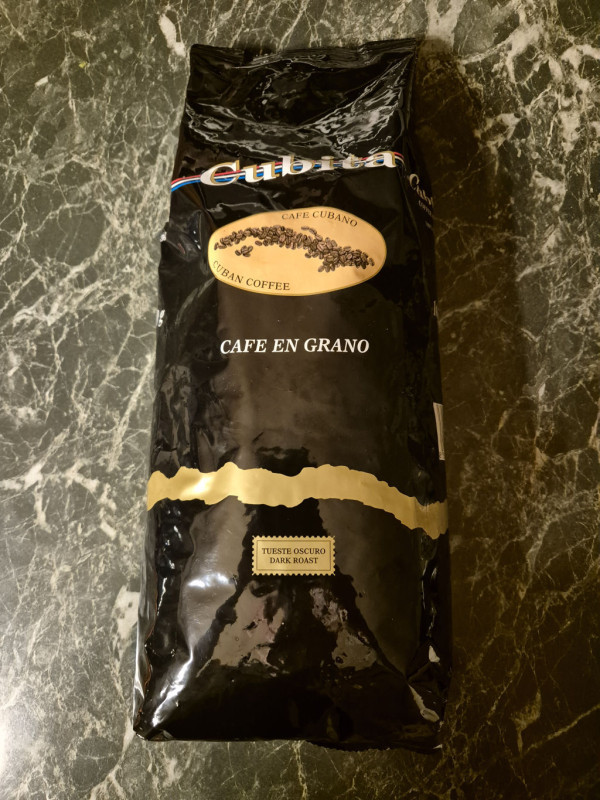 Cubita
CAFE CUBANO
CUBAN COFFEE
CAFE EN GRANO
TUESTE OSCURO
DARK ROAST